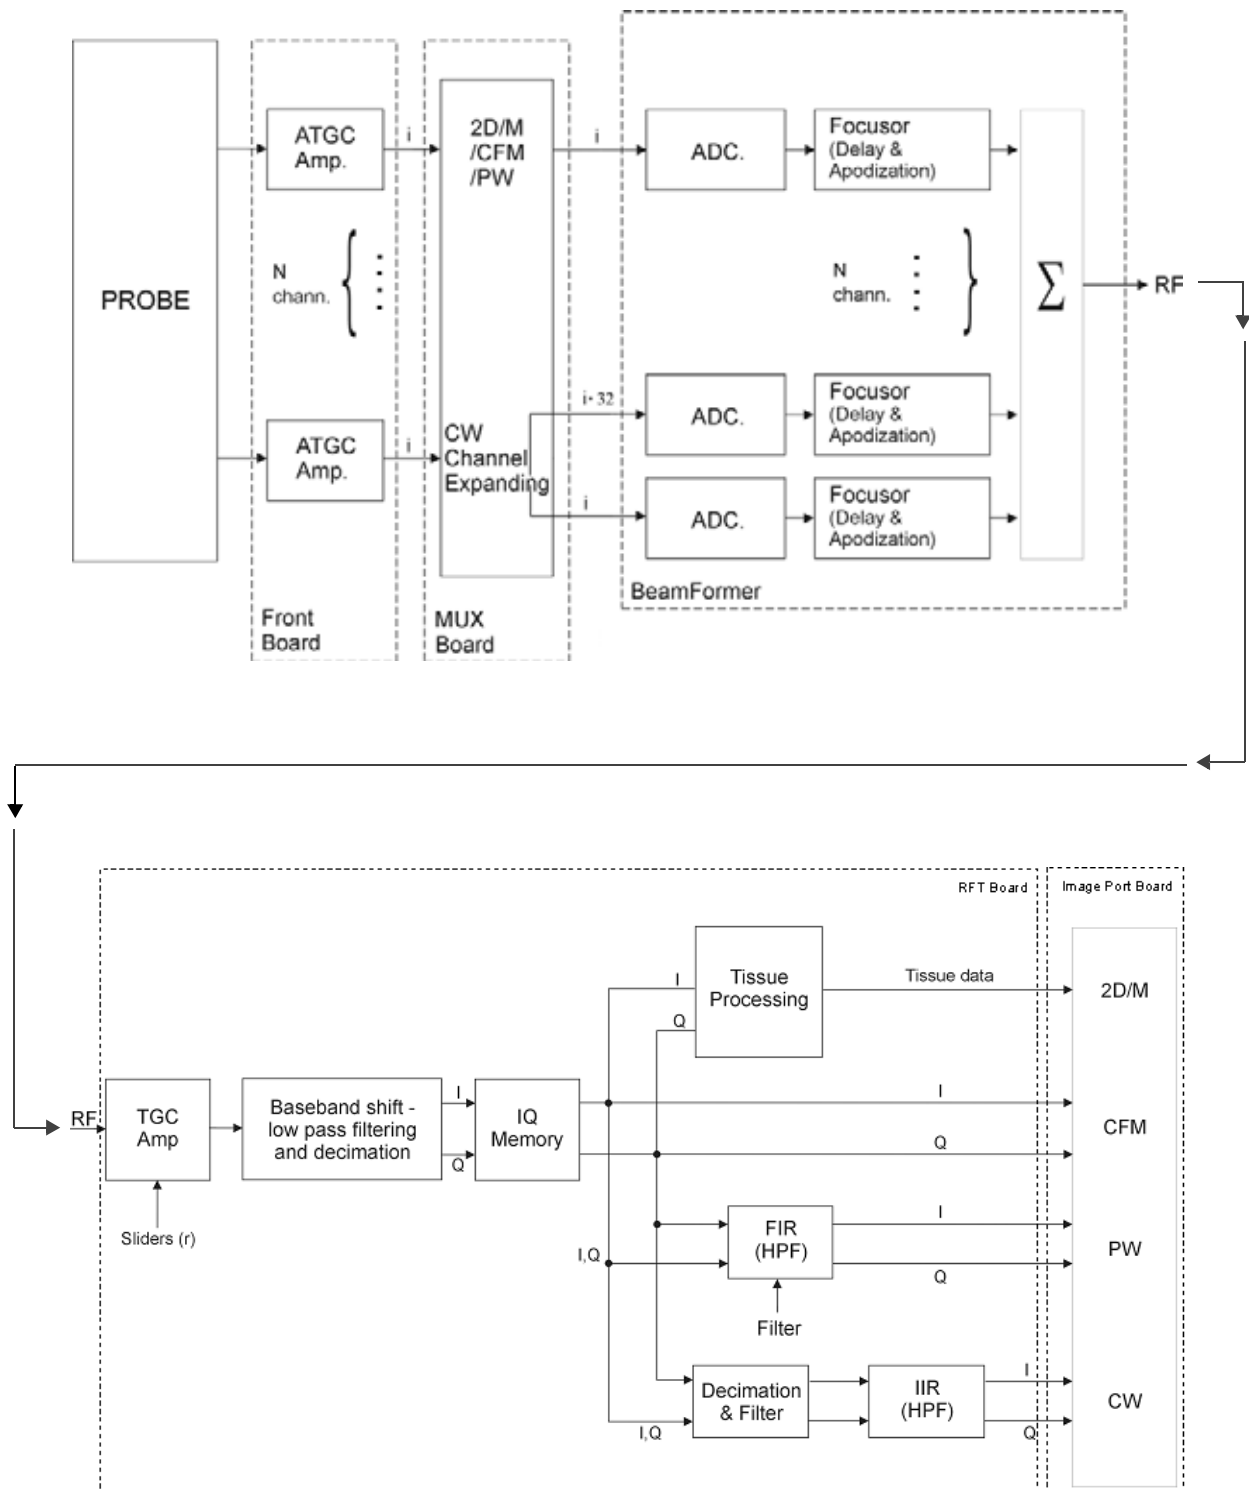 PROBE
ATGC
Amp.
N
chann.
ATGC
Amp.
Front
Board
i
i
2D/M
/CFM
/PW
CW
Channel
Expanding
MUX
Board
i
i· 32
i
ADC.
Focusor
(Delay &
Apodization)
N
chann.
ADC.
Focusor
(Delay &
Apodization)
ADC.
Focusor
(Delay &
Apodization)
BeamFormer
∑
RF
RFT Board
Image Port Board
RF
TGC
Amp
Sliders (r)
Baseband shift -
low pass filtering
and decimation
I
Q
IQ
Memory
I
Q
Tissue
Processing
Tissue data
2D/M
I
Q
CFM
I,Q
FIR
(HPF)
Filter
I
Q
PW
I,Q
Decimation
& Filter
IIR
(HPF)
I
Q
CW